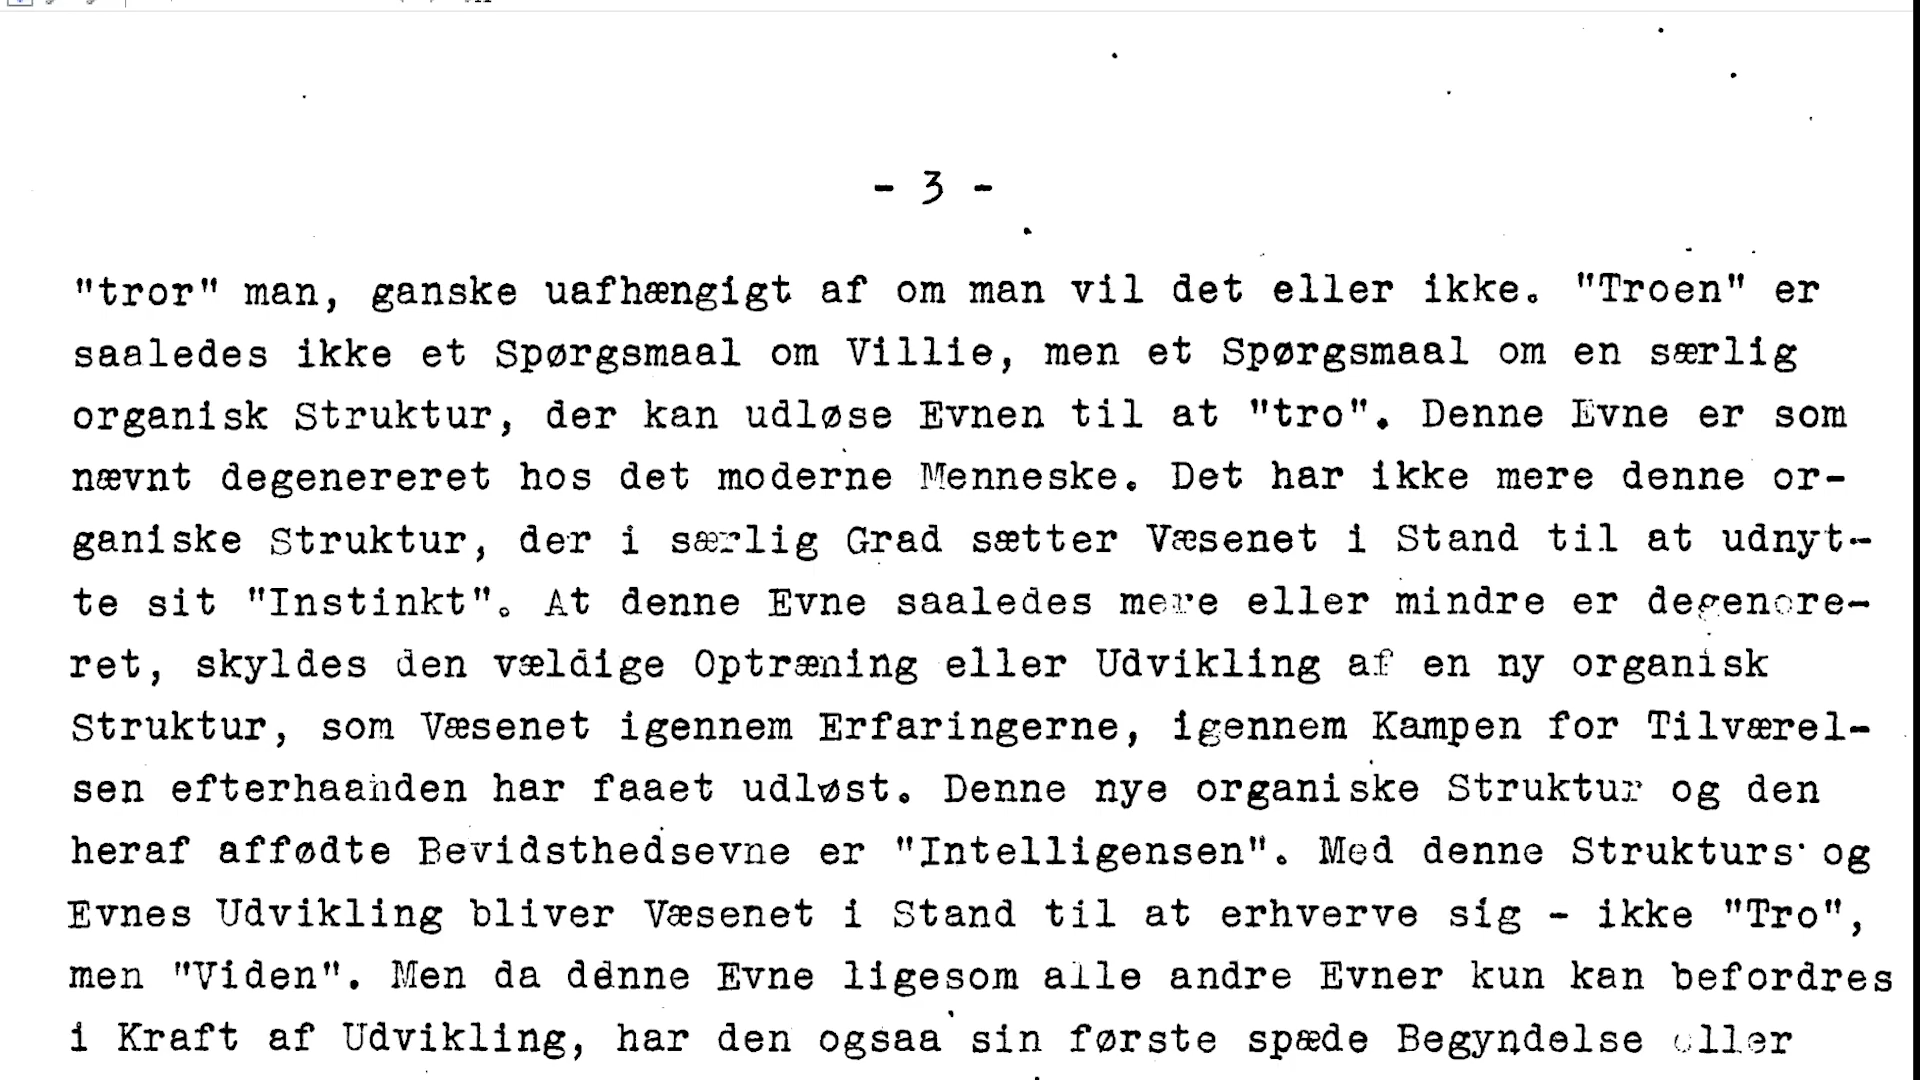 - 3 -
"tror" man, ganske uafhængigt af om man vil det eller ikke. "Troen" er
saaledes ikke et Spørgsmaal om Villie, men et Spørgsmaal om en særlig
organisk Struktur, der kan udløse Evnen til at "tro". Denne Evne er som
nævnt degenereret hos det moderne Menneske. Det har ikke mere denne or-
ganiske Struktur, der i særlig Grad sætter Væsenet i Stand til at udnyt-
te sit "Instinkt". At denne Evne saaledes mere eller mindre er degenere-
ret, skyldes den vældige Optræning eller Udvikling af en ny organisk
Struktur, som Væsenet igennem Erfaringerne, igennem Kampen for Tilværel-
sen efterhaanden har faaet udløst. Denne nye organiske Struktur og den
heraf affødte Bevidsthedsevne er "Intelligensen". Med denne Strukturs og
Evnes Udvikling bliver Væsenet i Stand til at erhverve sig - ikke "Tro",
men "Viden". Men da denne Evne ligesom alle andre Evner kun kan befordres
i Kraft af Udvikling, har den ogsaa sin første spæde Begyndelse eller